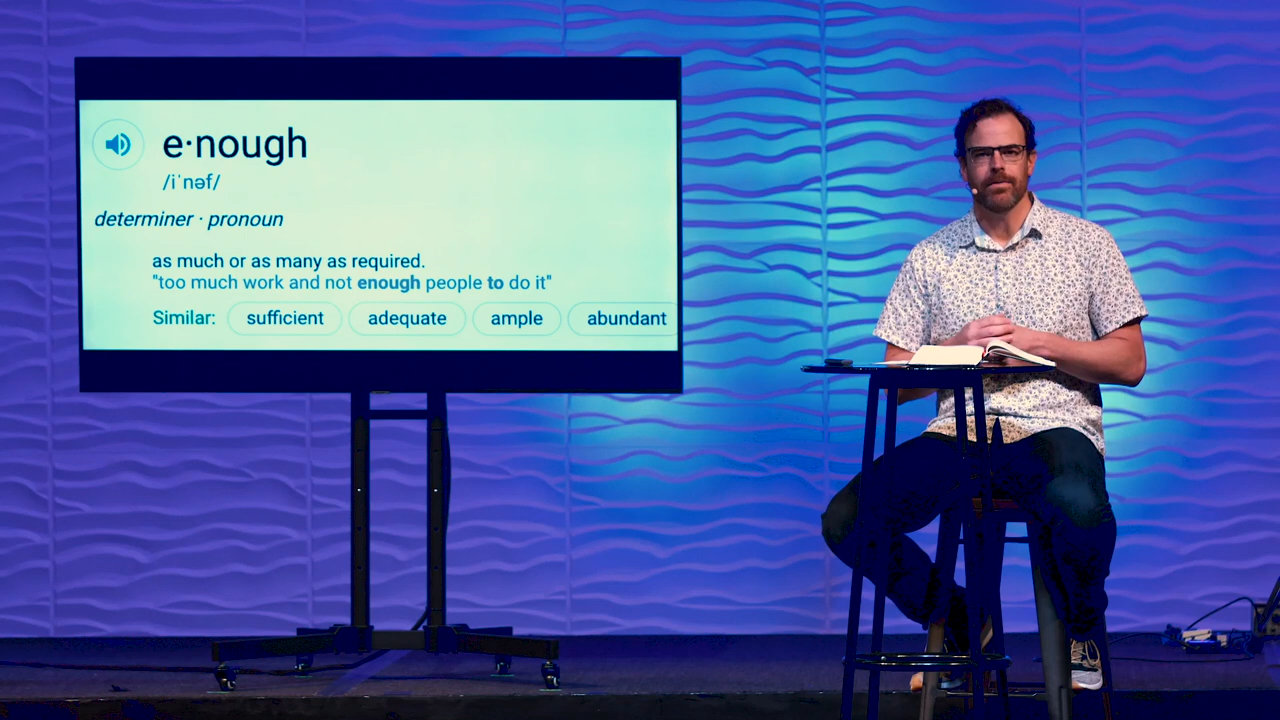 e·nough
/iˈnəf/
determiner · pronoun
as much or as many as required.
"too much work and not enough people to do it"
Similar: sufficient adequate ample abundant